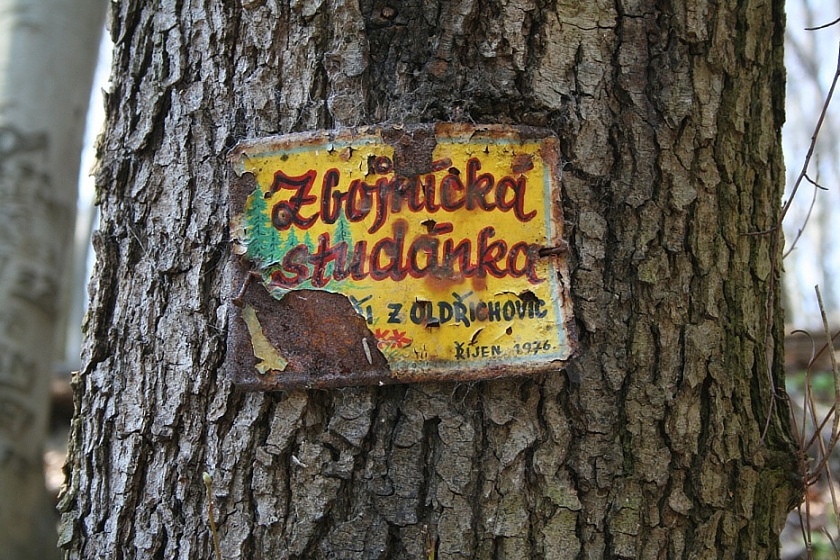 Zbojnická
studánka
Z OLDŘICHOVIC
ŘÍJEN 1976